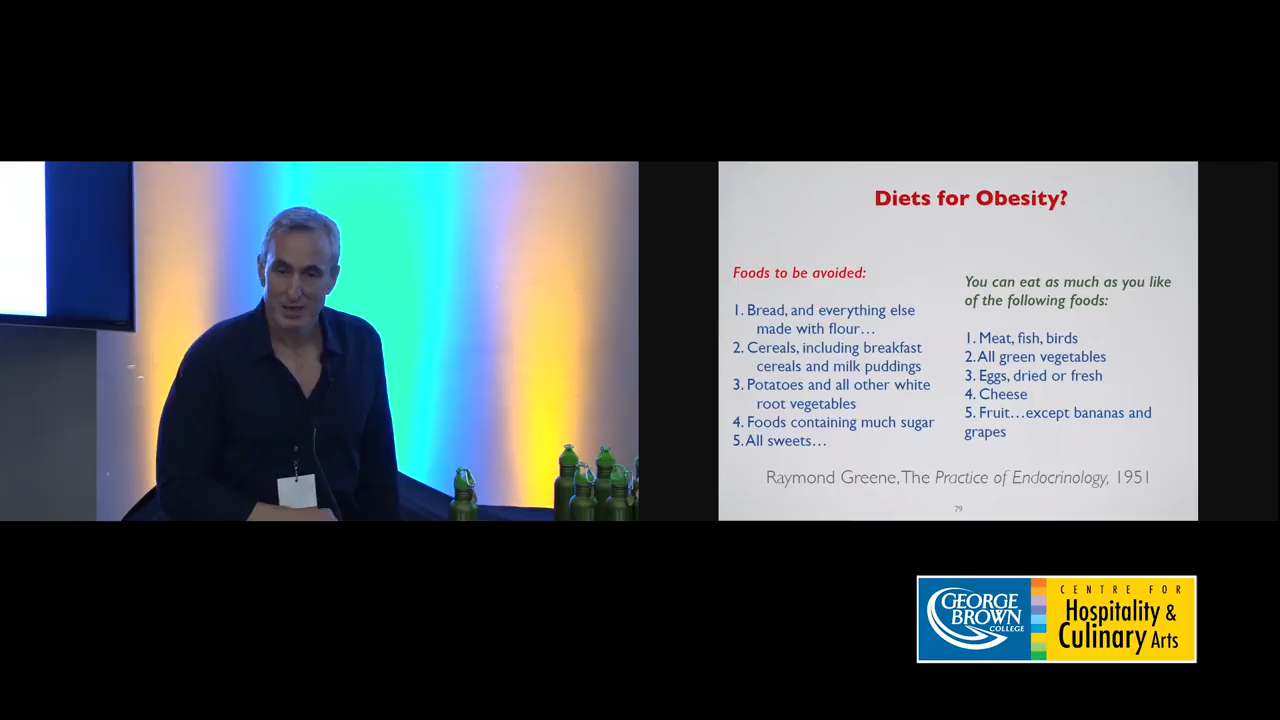 Diets for Obesity?
Foods to be avoided:
1. Bread, and everything else
made with flour…
2. Cereals, including breakfast
cereals and milk puddings
3. Potatoes and all other white
root vegetables
4. Foods containing much sugar
5. All sweets…
You can eat as much as you like
of the following foods:
1. Meat, fish, birds
2. All green vegetables
3. Eggs, dried or fresh
4. Cheese
5. Fruit…except bananas and
grapes
Raymond Greene, The Practice of Endocrinology, 1951
79
GEORGE
BROWN
COLLEGE
CENTRE FOR
Hospitality &
Culinary Arts